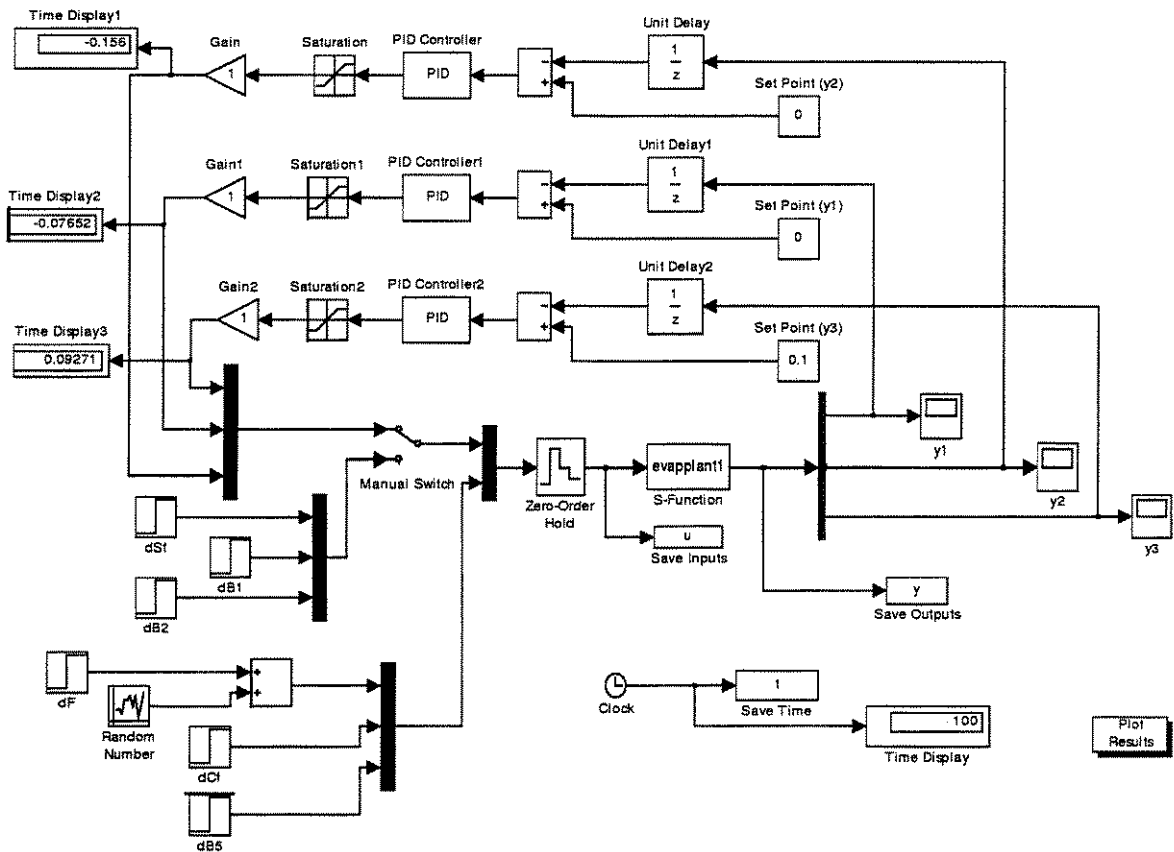 Time Display1
-0.156
Gain
1
Saturation
PID Controller
PID
-
+
Unit Delay
1
z
Set Point (y2)
0
Time Display2
-0.07652
Gain1
1
Saturation1
PID Controller1
PID
-
+
Unit Delay1
1
z
Set Point (y1)
0
Time Display3
0.09271
Gain2
1
Saturation2
PID Controller2
PID
-
+
Unit Delay2
1
z
Set Point (y3)
0.1
Manual Switch
Zero-Order
Hold
evapplant1
S-Function
u
Save Inputs
y
Save Outputs
y1
y2
y3
dSf
dB1
dB2
dF
+
+
Random
Number
dCf
dB5
Clock
t
Save Time
100
Time Display
Plot
Results